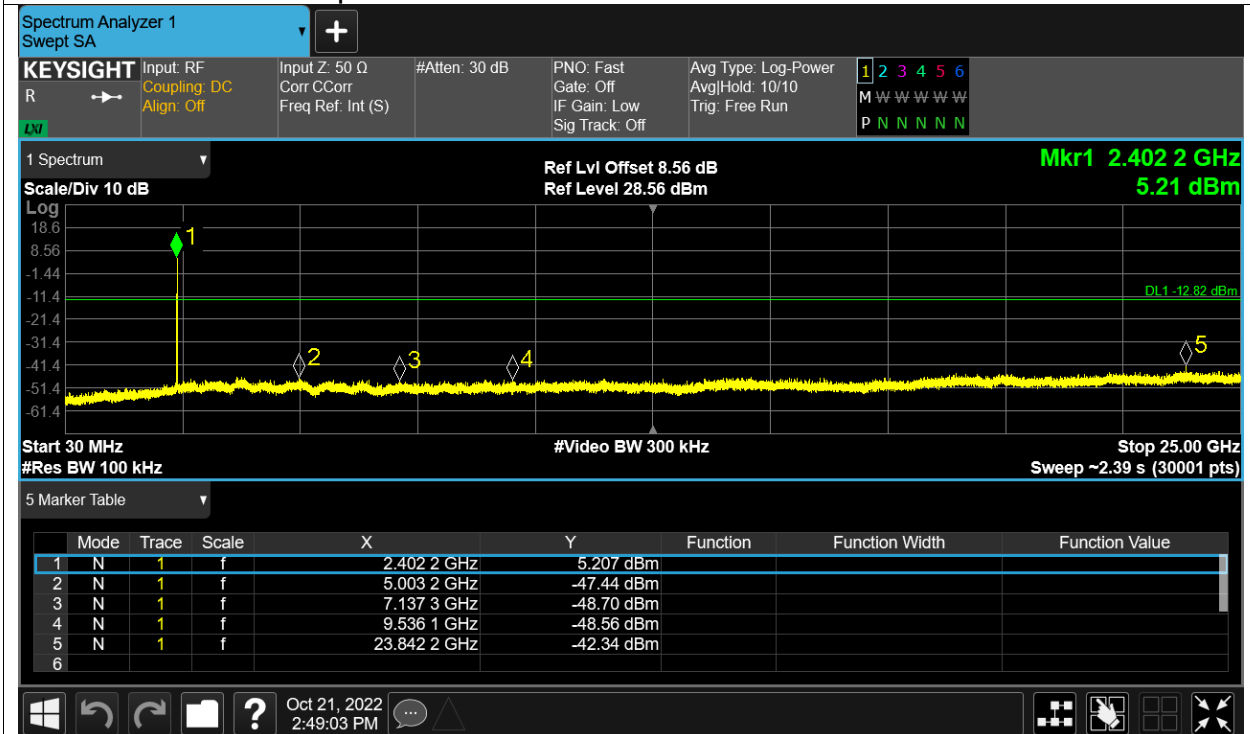 Spectrum Analyzer 1
Swept SA
+
KEYSIGHT Input: RF Input Z: 50 Ω #Atten: 30 dB PNO: Fast Avg Type: Log-Power 1 2 3 4 5 6
R Coupling: DC Corr CCorr Gate: Off Avg|Hold: 10/10 M W W W W W
Align: Off Freq Ref: Int (S) IF Gain: Low Trig: Free Run
LXI Sig Track: Off P N N N N N
1 Spectrum Ref Lvl Offset 8.56 dB Mkr1 2.402 2 GHz
Scale/Div 10 dB Ref Level 28.56 dBm 5.21 dBm
Log
18.6
1
8.56
-1.44
-11.4 DL1 -12.82 dBm
-21.4
-31.4
2 3 4 5
-41.4
-51.4
-61.4
Start 30 MHz #Video BW 300 kHz Stop 25.00 GHz
#Res BW 100 kHz Sweep ~2.39 s (30001 pts)
5 Marker Table
Mode Trace Scale X Y Function Function Width Function Value
1 N 1 f 2.402 2 GHz 5.207 dBm
2 N 1 f 5.003 2 GHz -47.44 dBm
3 N 1 f 7.137 3 GHz -48.70 dBm
4 N 1 f 9.536 1 GHz -48.56 dBm
5 N 1 f 23.842 2 GHz -42.34 dBm
6
? Oct 21, 2022
2:49:03 PM